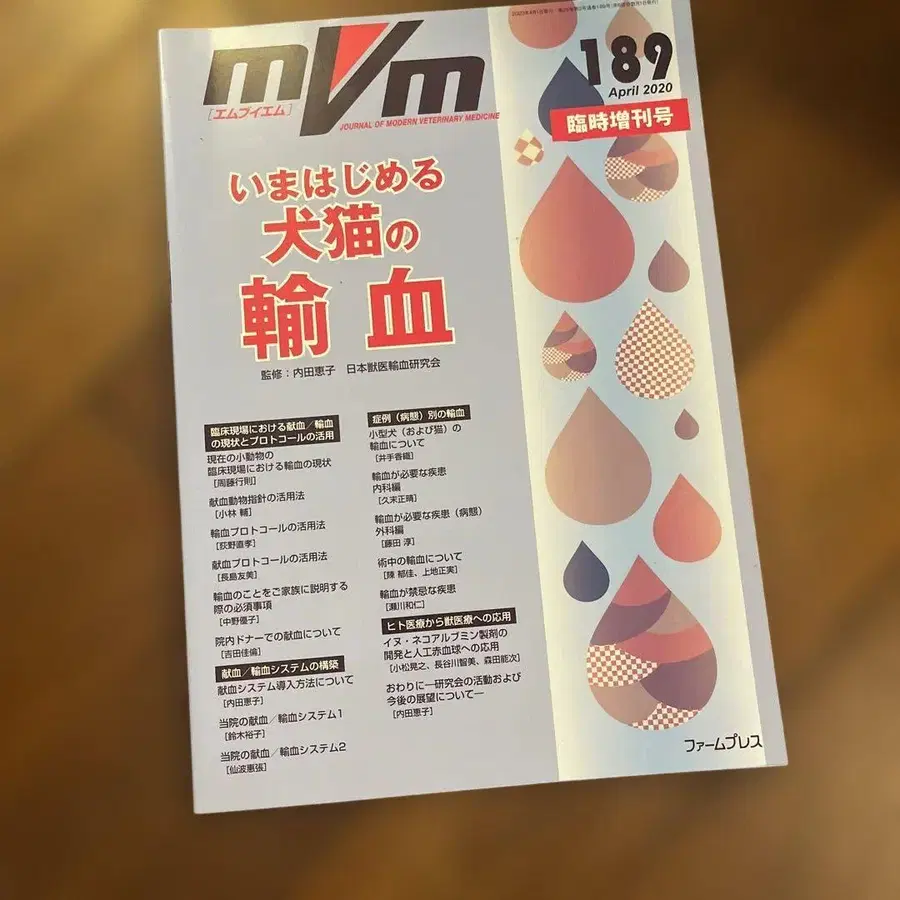 2020年4月1日発行
189
April 2020
臨時増刊号
mVm
[エムブイエム]
JOURNAL OF MODERN VETERINARY MEDICINE
いまはじめる
犬猫の
輸血
監修：内田恵子 日本獣医輸血研究会
臨床現場における献血／輸血
の現状とプロトコールの活用
現在の小動物の
臨床現場における輸血の現状
[周藤行則]
献血動物指針の活用法
[小林 輔]
輸血プロトコールの活用法
[荻野直孝]
献血プロトコールの活用法
[長島友美]
輸血のことをご家族に説明する
際の必須事項
[中野優子]
院内ドナーでの献血について
[吉田佳倫]
献血／輸血システムの構築
献血システム導入方法について
[内田恵子]
当院の献血／輸血システム1
[鈴木裕子]
当院の献血／輸血システム2
[仙波恵張]
症例（病態）別の輸血
小型犬（および猫）の
輸血について
[井手香織]
輸血が必要な疾患
内科編
[久末正晴]
輸血が必要な疾患（病態）
外科編
[藤田 淳]
術中の輸血について
[陳 郁佳、上地正実]
輸血が禁忌な疾患
[瀬川和仁]
ヒト医療から獣医療への応用
イヌ・ネコアルブミン製剤の
開発と人工赤血球への応用
[小松晃之、長谷川智美、森田能次]
おわりに―研究会の活動および
今後の展望について―
[内田恵子]
ファームプレス